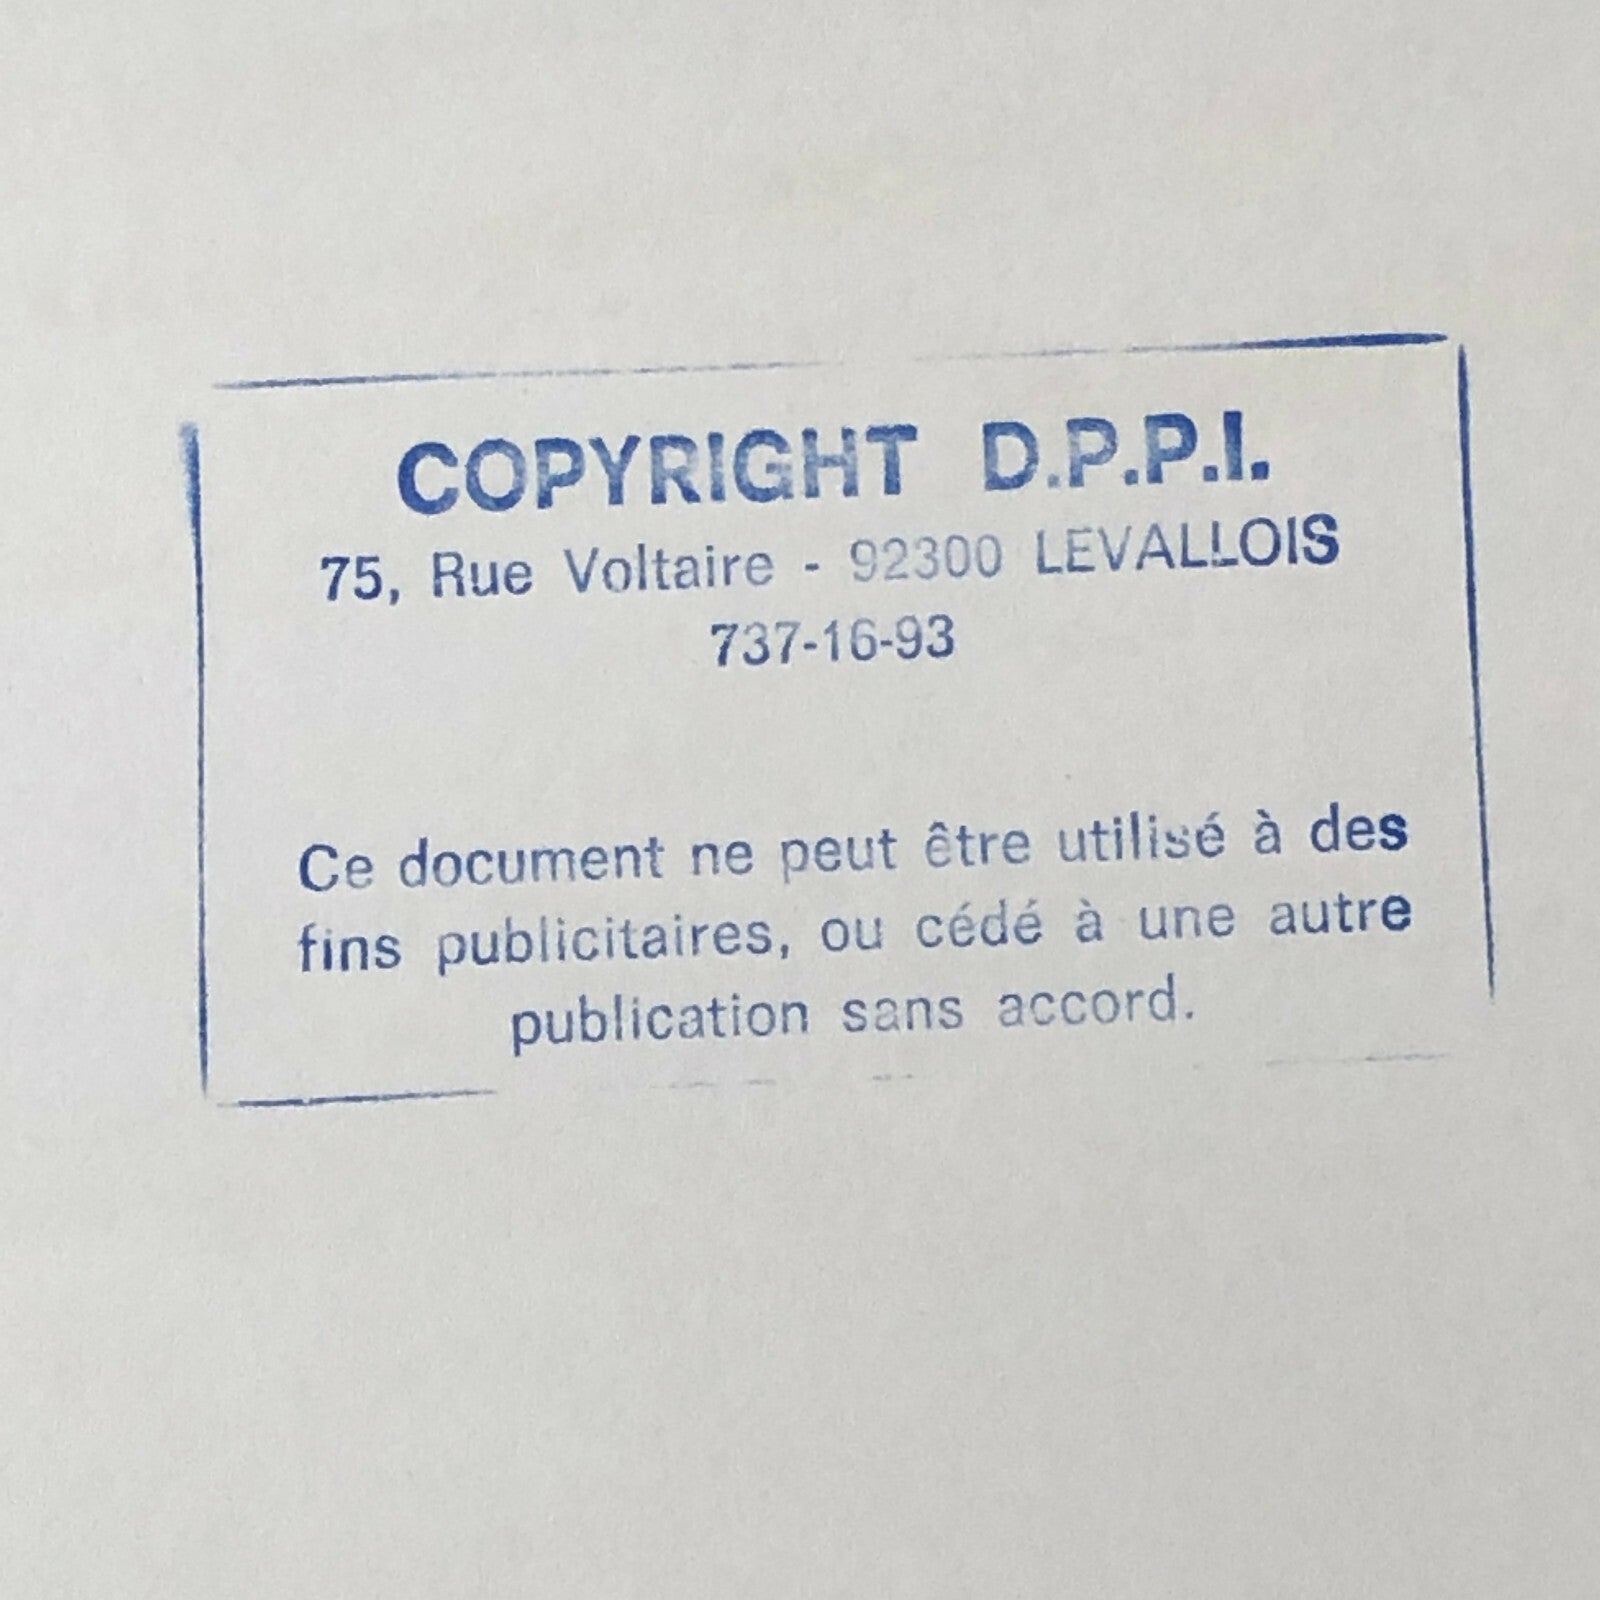 COPYRIGHT D.P.P.I.
75, Rue Voltaire - 92300 LEVALLOIS
737-16-93
Ce document ne peut être utilisé à des
fins publicitaires, ou cédé à une autre
publication sans accord.